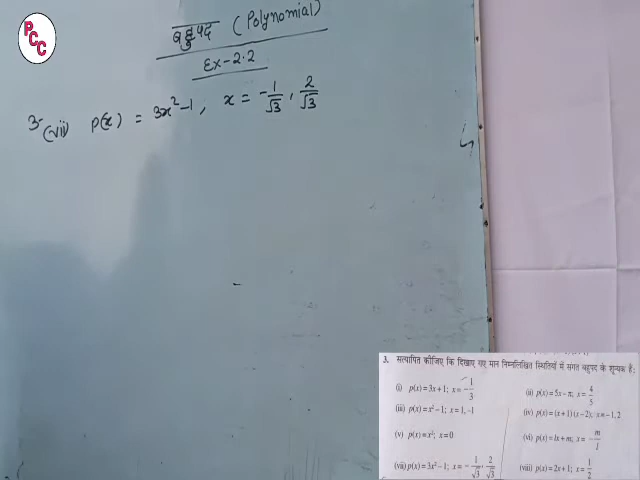 PCC
बहुपद (Polynomial)
Ex-2.2
3(vii) p(x) = 3x²-1, x = -1/√3, 2/√3
3. सत्यापित कीजिए कि दिखाए गए मान निम्नलिखित स्थितियों में संगत बहुपद के शून्यक हैं:
(i) p(x) = 3x + 1; x = -1/3 (ii) p(x) = 5x - π; x = 4/5
(iii) p(x) = x² - 1; x = 1, -1 (iv) p(x) = (x + 1) (x - 2); x = -1, 2
(v) p(x) = x²; x = 0 (vi) p(x) = lx + m; x = -m/l
(vii) p(x) = 3x² - 1; x = -1/√3, 2/√3 (viii) p(x) = 2x + 1; x = 1/2